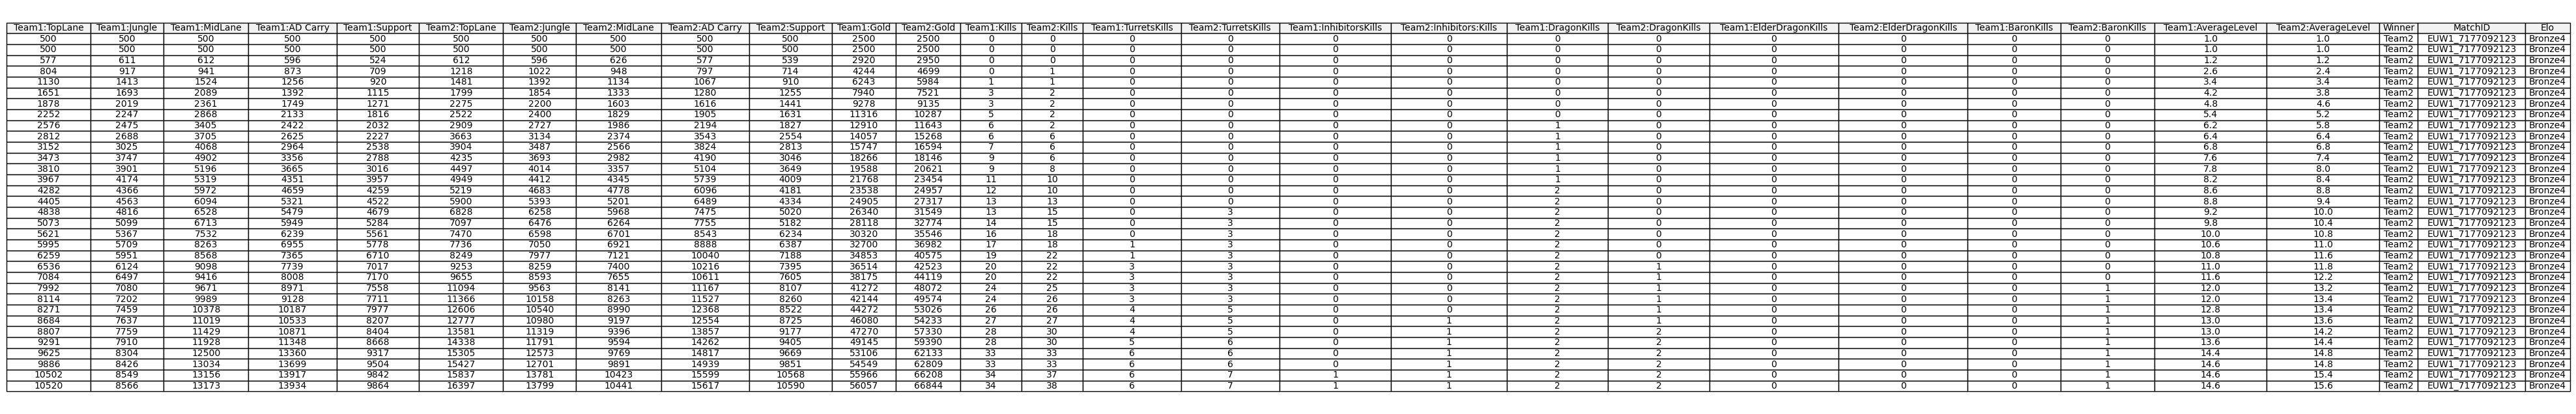 Team1:TopLane Team1:Jungle Team1:MidLane Team1:AD Carry Team1:Support Team2:TopLane Team2:Jungle Team2:MidLane Team2:AD Carry Team2:Support Team1:Gold Team2:Gold Team1:Kills Team2:Kills Team1:TurretsKills Team2:TurretsKills Team1:InhibitorsKills Team2:Inhibitors:Kills Team1:DragonKills Team2:DragonKills Team1:ElderDragonKills Team2:ElderDragonKills Team1:BaronKills Team2:BaronKills Team1:AverageLevel Team2:AverageLevel Winner MatchID Elo
500 500 500 500 500 500 500 500 500 500 2500 2500 0 0 0 0 0 0 0 0 0 0 0 0 1.0 1.0 Team2 EUW1_7177092123 Bronze4
500 500 500 500 500 500 500 500 500 500 2500 2500 0 0 0 0 0 0 0 0 0 0 0 0 1.0 1.0 Team2 EUW1_7177092123 Bronze4
577 611 612 596 524 612 596 626 577 539 2920 2950 0 0 0 0 0 0 0 0 0 0 0 0 1.2 1.2 Team2 EUW1_7177092123 Bronze4
804 917 941 873 709 1218 1022 948 797 714 4244 4699 0 1 0 0 0 0 0 0 0 0 0 0 2.6 2.4 Team2 EUW1_7177092123 Bronze4
1130 1413 1524 1256 920 1481 1392 1134 1067 910 6243 5984 1 1 0 0 0 0 0 0 0 0 0 0 3.4 3.4 Team2 EUW1_7177092123 Bronze4
1651 1693 2089 1392 1115 1799 1854 1333 1280 1255 7940 7521 3 2 0 0 0 0 0 0 0 0 0 0 4.2 3.8 Team2 EUW1_7177092123 Bronze4
1878 2019 2361 1749 1271 2275 2200 1603 1616 1441 9278 9135 3 2 0 0 0 0 0 0 0 0 0 0 4.8 4.6 Team2 EUW1_7177092123 Bronze4
2252 2247 2868 2133 1816 2522 2400 1829 1905 1631 11316 10287 5 2 0 0 0 0 0 0 0 0 0 0 5.4 5.2 Team2 EUW1_7177092123 Bronze4
2576 2475 3405 2422 2032 2909 2727 1986 2194 1827 12910 11643 6 2 0 0 0 0 1 0 0 0 0 0 6.2 5.8 Team2 EUW1_7177092123 Bronze4
2812 2688 3705 2625 2227 3663 3134 2374 3543 2554 14057 15268 6 6 0 0 0 0 1 0 0 0 0 0 6.4 6.4 Team2 EUW1_7177092123 Bronze4
3152 3025 4068 2964 2538 3904 3487 2566 3824 2813 15747 16594 7 6 0 0 0 0 1 0 0 0 0 0 6.8 6.8 Team2 EUW1_7177092123 Bronze4
3473 3747 4902 3356 2788 4235 3693 2982 4190 3046 18266 18146 9 6 0 0 0 0 1 0 0 0 0 0 7.6 7.4 Team2 EUW1_7177092123 Bronze4
3810 3901 5196 3665 3016 4497 4014 3357 5104 3649 19588 20621 9 8 0 0 0 0 1 0 0 0 0 0 7.8 8.0 Team2 EUW1_7177092123 Bronze4
3967 4174 5319 4351 3957 4949 4412 4345 5739 4009 21768 23454 11 10 0 0 0 0 1 0 0 0 0 0 8.2 8.4 Team2 EUW1_7177092123 Bronze4
4282 4366 5972 4659 4259 5219 4683 4778 6096 4181 23538 24957 12 10 0 0 0 0 2 0 0 0 0 0 8.6 8.8 Team2 EUW1_7177092123 Bronze4
4405 4563 6094 5321 4522 5900 5393 5201 6489 4334 24905 27317 13 13 0 0 0 0 2 0 0 0 0 0 8.8 9.4 Team2 EUW1_7177092123 Bronze4
4838 4816 6528 5479 4679 6828 6258 5968 7475 5020 26340 31549 13 15 0 3 0 0 2 0 0 0 0 0 9.2 10.0 Team2 EUW1_7177092123 Bronze4
5073 5099 6713 5949 5284 7097 6476 6264 7755 5182 28118 32774 14 15 0 3 0 0 2 0 0 0 0 0 9.8 10.4 Team2 EUW1_7177092123 Bronze4
5621 5367 7532 6239 5561 7470 6598 6701 8543 6234 30320 35546 16 18 0 3 0 0 2 0 0 0 0 0 10.0 10.8 Team2 EUW1_7177092123 Bronze4
5995 5709 8263 6955 5778 7736 7050 6921 8888 6387 32700 36982 17 18 1 3 0 0 2 0 0 0 0 0 10.6 11.0 Team2 EUW1_7177092123 Bronze4
6259 5951 8568 7365 6710 8249 7977 7121 10040 7188 34853 40575 19 22 1 3 0 0 2 0 0 0 0 0 10.8 11.6 Team2 EUW1_7177092123 Bronze4
6536 6124 9098 7739 7017 9253 8259 7400 10216 7395 36514 42523 20 22 3 3 0 0 2 1 0 0 0 0 11.0 11.8 Team2 EUW1_7177092123 Bronze4
7084 6497 9416 8008 7170 9655 8593 7655 10611 7605 38175 44119 20 22 3 3 0 0 2 1 0 0 0 0 11.6 12.2 Team2 EUW1_7177092123 Bronze4
7992 7080 9671 8971 7558 11094 9563 8141 11167 8107 41272 48072 24 25 3 3 0 0 2 1 0 0 0 1 12.0 13.2 Team2 EUW1_7177092123 Bronze4
8114 7202 9989 9128 7711 11366 10158 8263 11527 8260 42144 49574 24 26 3 3 0 0 2 1 0 0 0 1 12.0 13.4 Team2 EUW1_7177092123 Bronze4
8271 7459 10378 10187 7977 12606 10540 8990 12368 8522 44272 53026 26 26 4 5 0 0 2 1 0 0 0 1 12.8 13.4 Team2 EUW1_7177092123 Bronze4
8684 7637 11019 10533 8207 12777 10980 9197 12554 8725 46080 54233 27 27 4 5 0 1 2 1 0 0 0 1 13.0 13.6 Team2 EUW1_7177092123 Bronze4
8807 7759 11429 10871 8404 13581 11319 9396 13857 9177 47270 57330 28 30 4 5 0 1 2 2 0 0 0 1 13.0 14.2 Team2 EUW1_7177092123 Bronze4
9291 7910 11928 11348 8668 14338 11791 9594 14262 9405 49145 59390 28 30 5 6 0 1 2 2 0 0 0 1 13.6 14.4 Team2 EUW1_7177092123 Bronze4
9625 8304 12500 13360 9317 15305 12573 9769 14817 9669 53106 62133 33 33 6 6 0 1 2 2 0 0 0 1 14.4 14.8 Team2 EUW1_7177092123 Bronze4
9886 8426 13034 13699 9504 15427 12701 9891 14939 9851 54549 62809 33 33 6 6 0 1 2 2 0 0 0 1 14.6 14.8 Team2 EUW1_7177092123 Bronze4
10502 8549 13156 13917 9842 15837 13781 10423 15599 10568 55966 66208 34 37 6 7 1 1 2 2 0 0 0 1 14.6 15.4 Team2 EUW1_7177092123 Bronze4
10520 8566 13173 13934 9864 16397 13799 10441 15617 10590 56057 66844 34 38 6 7 1 1 2 2 0 0 0 1 14.6 15.6 Team2 EUW1_7177092123 Bronze4